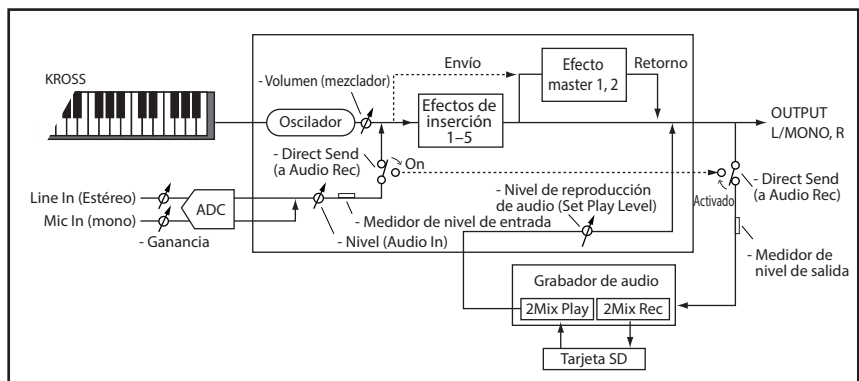 KROSS
- Volumen (mezclador)
Envío
Efecto
master 1, 2
Retorno
Oscilador
Efectos de
inserción
1–5
OUTPUT
L/MONO, R
- Direct Send
(a Audio Rec)
On
Line In (Estéreo)
Mic In (mono)
ADC
- Ganancia
- Medidor de nivel de entrada
- Nivel (Audio In)
- Nivel de reproducción
de audio (Set Play Level)
Activado
- Direct Send
(a Audio Rec)
- Medidor de
nivel de salida
Grabador de audio
2Mix Play
2Mix Rec
Tarjeta SD